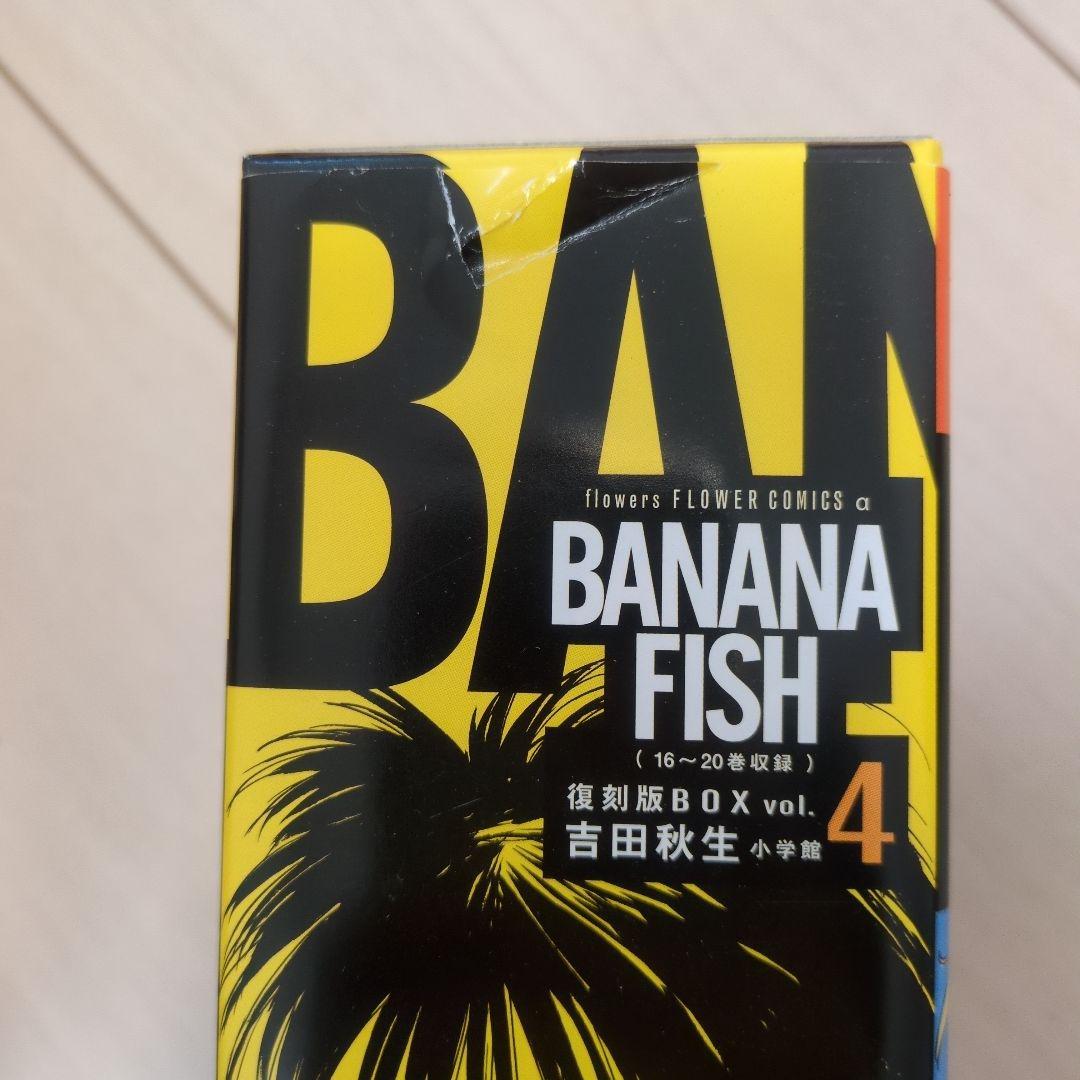 BAN
flowers FLOWER COMICS α
BANANA
FISH
( 16〜20巻収録 )
復刻版BOX vol. 4
吉田秋生 小学館